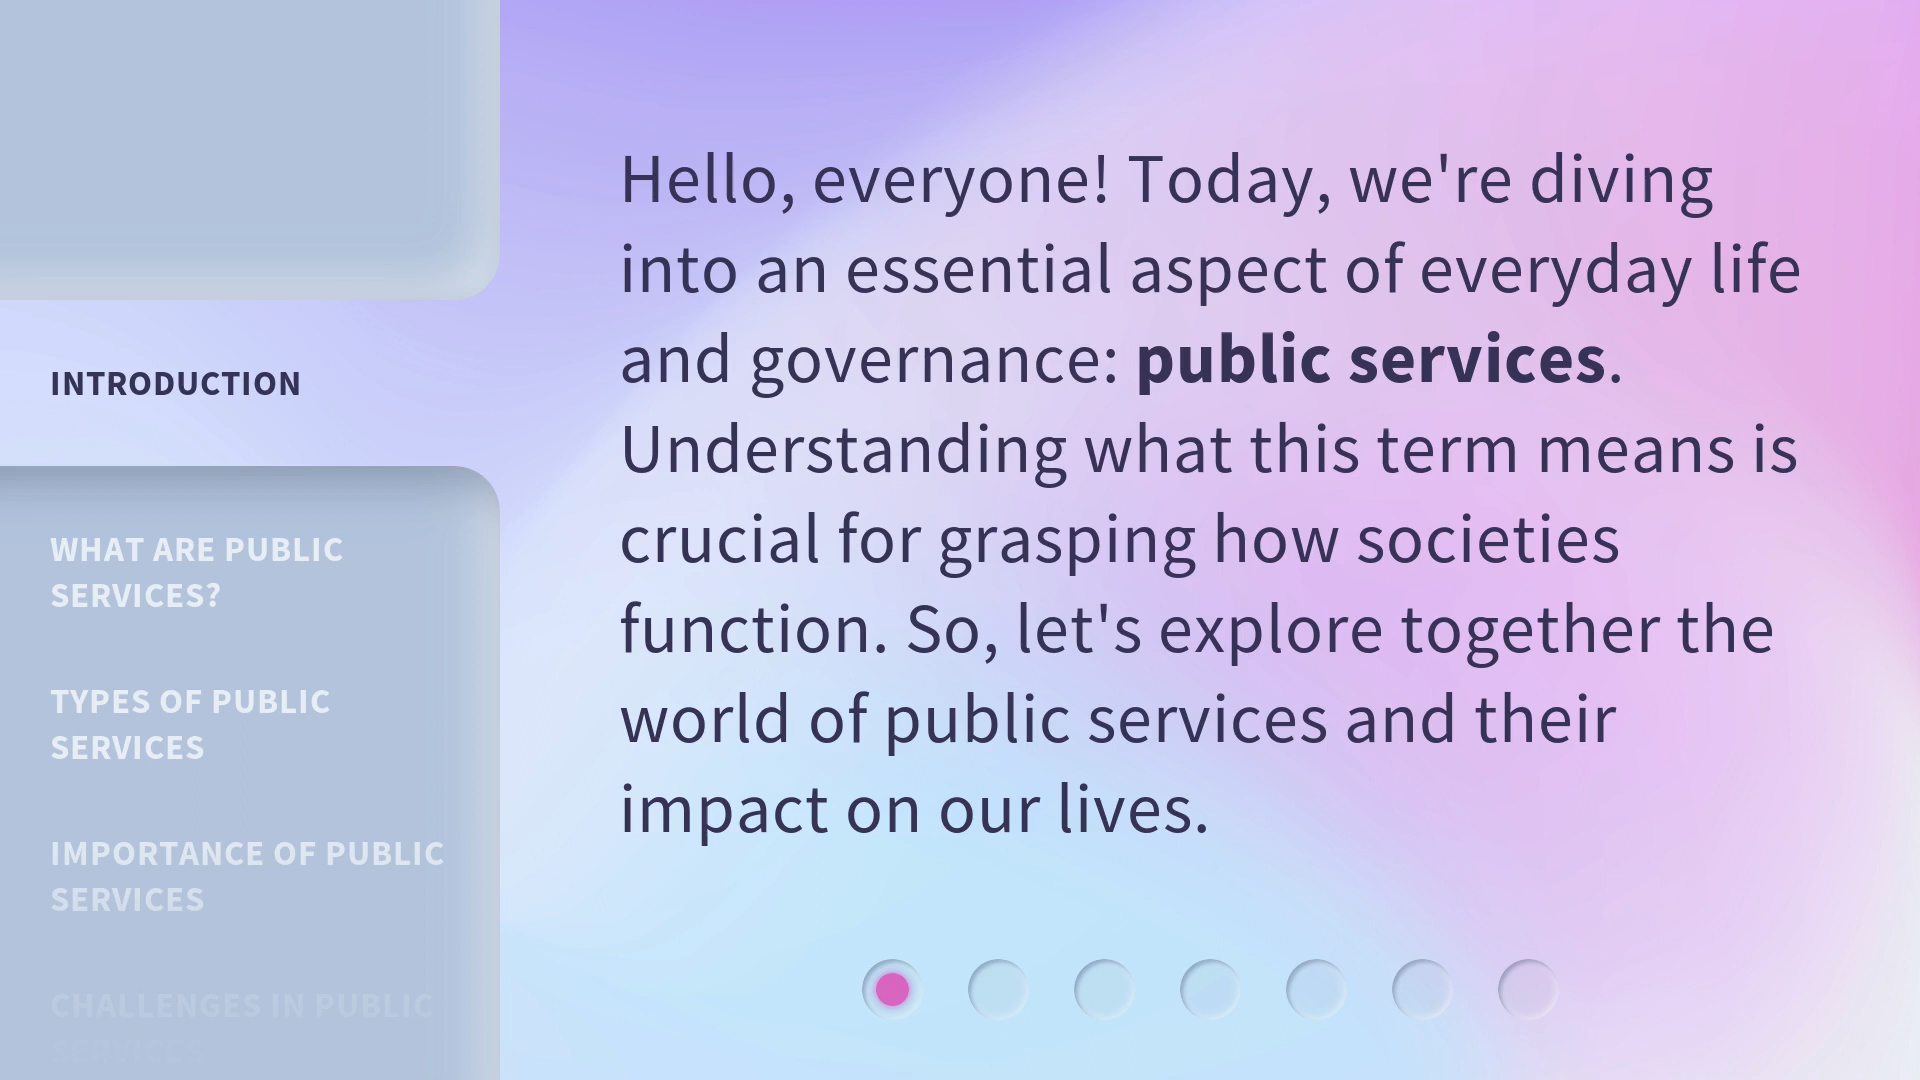 INTRODUCTION
WHAT ARE PUBLIC
SERVICES?
TYPES OF PUBLIC
SERVICES
IMPORTANCE OF PUBLIC
SERVICES
CHALLENGES IN PUBLIC
SERVICES
Hello, everyone! Today, we're diving
into an essential aspect of everyday life
and governance: public services.
Understanding what this term means is
crucial for grasping how societies
function. So, let's explore together the
world of public services and their
impact on our lives.